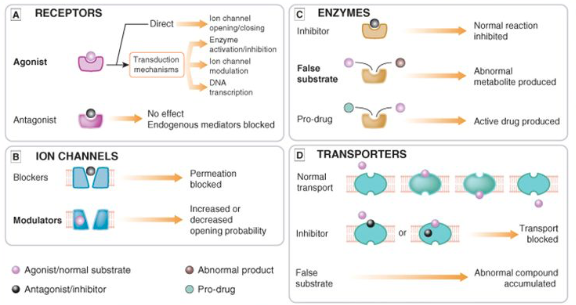 A RECEPTORS
Direct
Ion channel
opening/closing
Agonist
Transduction
mechanisms
Enzyme
activation/inhibition
Ion channel
modulation
DNA
transcription
Antagonist
No effect
Endogenous mediators blocked
B ION CHANNELS
Blockers
Permeation
blocked
Modulators
Increased or
decreased
opening probability
C ENZYMES
Inhibitor
Normal reaction
inhibited
False
substrate
Abnormal
metabolite produced
Pro-drug
Active drug produced
D TRANSPORTERS
Normal
transport
Inhibitor
or
Transport
blocked
False
substrate
Abnormal compound
accumulated
Agonist/normal substrate
Abnormal product
Antagonist/inhibitor
Pro-drug